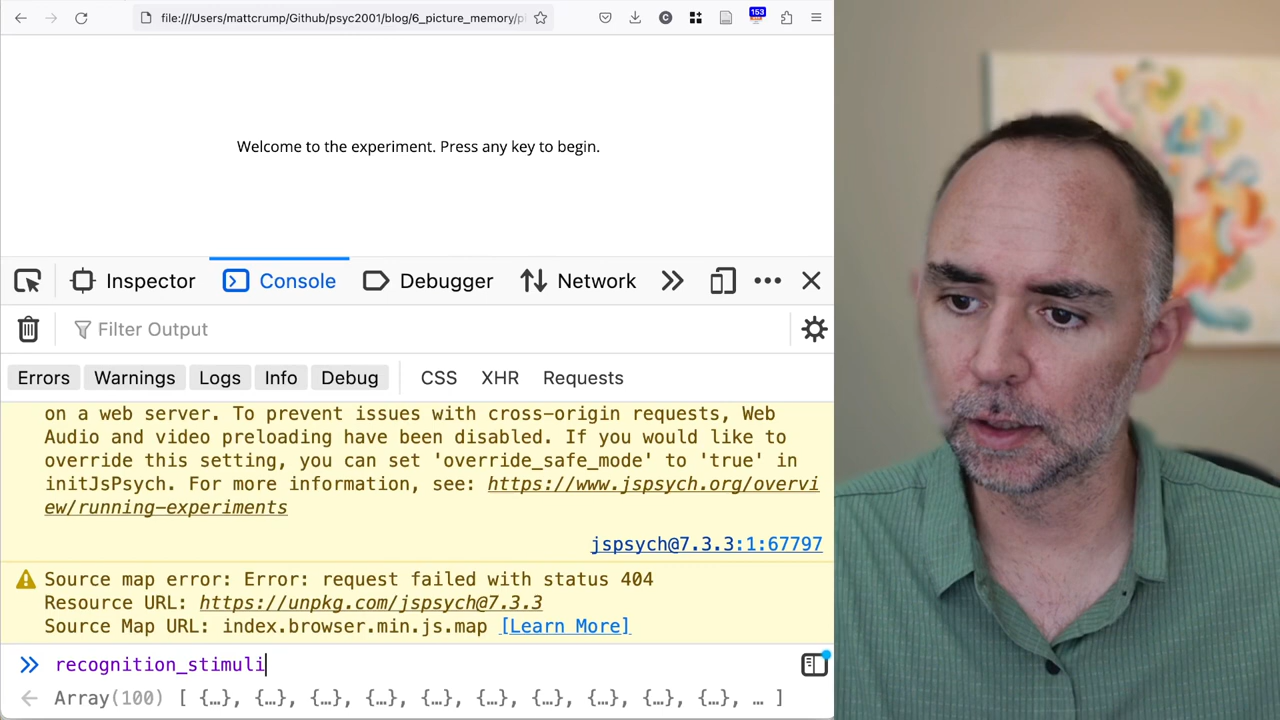 file:///Users/mattcrump/Github/psyc2001/blog/6_picture_memory/p
153
Welcome to the experiment. Press any key to begin.
Inspector Console Debugger Network
Filter Output
Errors Warnings Logs Info Debug CSS XHR Requests
on a web server. To prevent issues with cross-origin requests, Web
Audio and video preloading have been disabled. If you would like to
override this setting, you can set 'override_safe_mode' to 'true' in
initJsPsych. For more information, see: https://www.jspsych.org/overvi
ew/running-experiments
jspsych@7.3.3:1:67797
Source map error: Error: request failed with status 404
Resource URL: https://unpkg.com/jspsych@7.3.3
Source Map URL: index.browser.min.js.map [Learn More]
>> recognition_stimuli
← Array(100) [ {…}, {…}, {…}, {…}, {…}, {…}, {…}, {…}, {…}, {…}, … ]